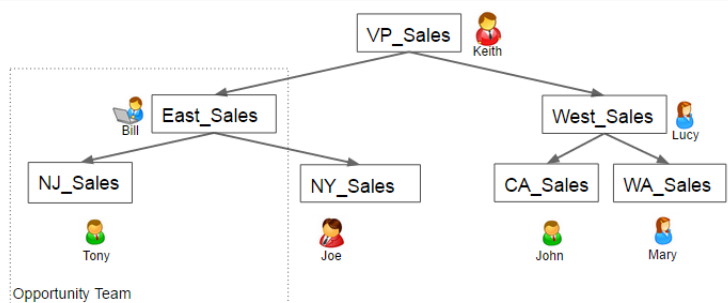 VP_Sales
Keith
East_Sales
Bill
West_Sales
Lucy
NJ_Sales
NY_Sales
CA_Sales
WA_Sales
Tony
Joe
John
Mary
Opportunity Team